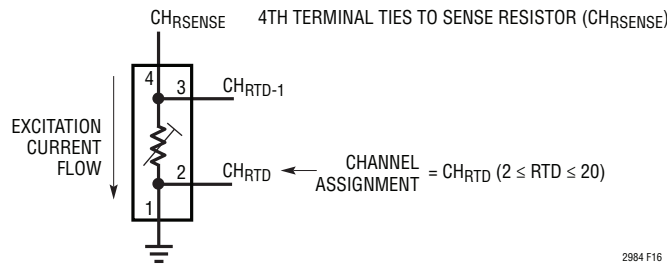 CHRSENSE 4TH TERMINAL TIES TO SENSE RESISTOR (CHRSENSE)
4
3 CHRTD-1
EXCITATION
CURRENT
FLOW
2 CHRTD
CHANNEL
ASSIGNMENT = CHRTD (2 ≤ RTD ≤ 20)
1
2984 F16